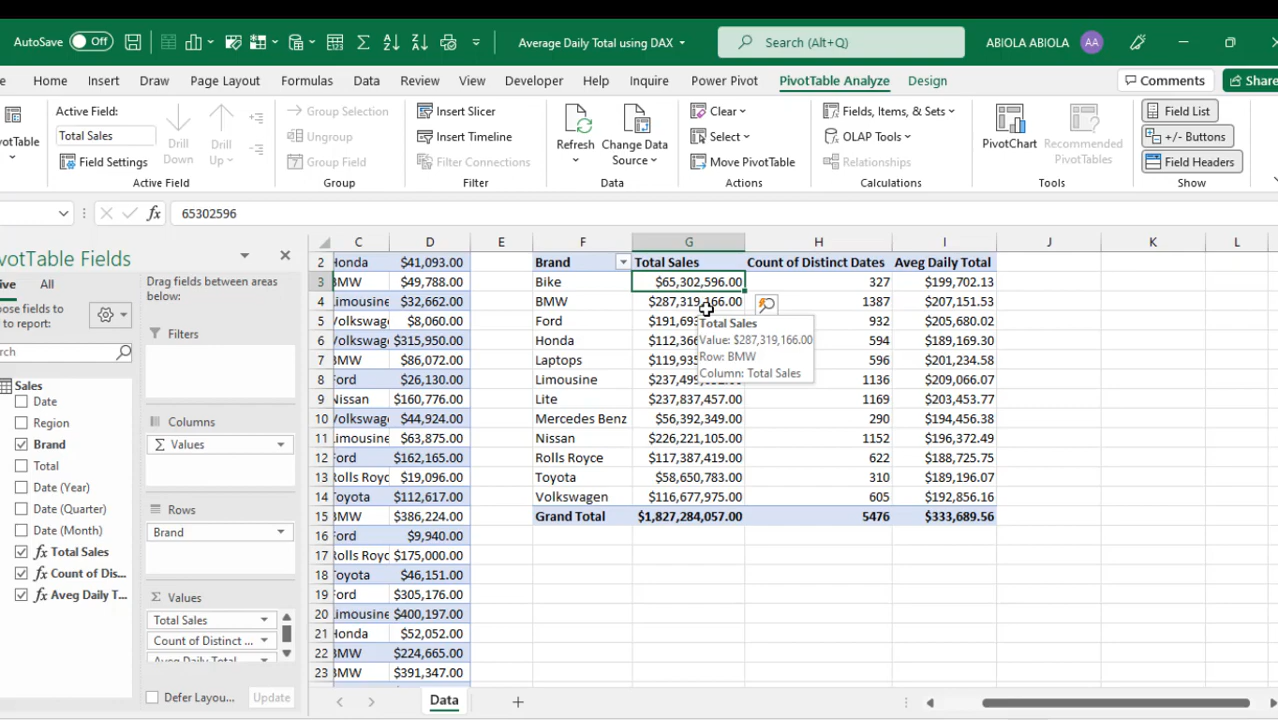 AutoSave Off
Average Daily Total using DAX
Search (Alt+Q)
ABIOLA ABIOLA AA
Home Insert Draw Page Layout Formulas Data Review View Developer Help Inquire Power Pivot PivotTable Analyze Design Comments Share
Active Field:
Total Sales
Field Settings
Drill Down
Drill Up
Active Field
Group Selection
Ungroup
Group Field
Group
Insert Slicer
Insert Timeline
Filter Connections
Filter
Refresh
Change Data Source
Data
Clear
Select
Move PivotTable
Actions
Fields, Items, & Sets
OLAP Tools
Relationships
Calculations
PivotChart
Recommended PivotTables
Tools
Field List
+/- Buttons
Field Headers
Show
fx 65302596
votTable Fields
ive All
oose fields to
to report:
rch
Sales
Date
Region
Brand
Total
Date (Year)
Date (Quarter)
Date (Month)
fx Total Sales
fx Count of Dis...
fx Aveg Daily T...
Drag fields between areas below:
Filters
Columns
Σ Values
Rows
Brand
Σ Values
Total Sales
Count of Distinct ...
Aveg Daily Total
Defer Layou... Update
C D E F G H I J K L
2 Honda $41,093.00 Brand Total Sales Count of Distinct Dates Aveg Daily Total
3 BMW $49,788.00 Bike $65,302,596.00 327 $199,702.13
4 Limousine $32,662.00 BMW $287,319,166.00 1387 $207,151.53
5 Volkswag $8,060.00 Ford $191,693 932 $205,680.02
6 Volkswag $315,950.00 Honda $112,366 594 $189,169.30
7 BMW $86,072.00 Laptops $119,935 596 $201,234.58
8 Ford $26,130.00 Limousine $237,499 1136 $209,066.07
9 Nissan $160,776.00 Lite $237,837,457.00 1169 $203,453.77
10 Volkswag $44,924.00 Mercedes Benz $56,392,349.00 290 $194,456.38
11 Limousine $63,875.00 Nissan $226,221,105.00 1152 $196,372.49
12 Ford $162,165.00 Rolls Royce $117,387,419.00 622 $188,725.75
13 Rolls Royc $19,096.00 Toyota $58,650,783.00 310 $189,196.07
14 Toyota $112,617.00 Volkswagen $116,677,975.00 605 $192,856.16
15 BMW $386,224.00 Grand Total $1,827,284,057.00 5476 $333,689.56
16 Ford $9,940.00
17 Rolls Royc $175,000.00
18 Toyota $46,151.00
19 Ford $305,176.00
20 Limousine $400,197.00
21 Honda $52,052.00
22 BMW $224,665.00
23 BMW $391,347.00
Total Sales
Value: $287,319,166.00
Row: BMW
Column: Total Sales
Data